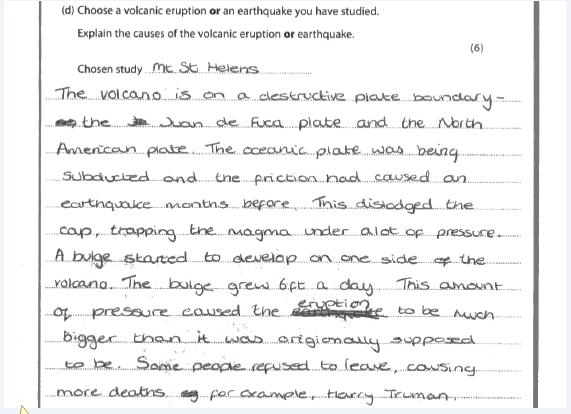 (d) Choose a volcanic eruption or an earthquake you have studied.
Explain the causes of the volcanic eruption or earthquake.
(6)
Chosen study Mt St Helens
The volcano is on a destructive plate boundary -
the Juan de Fuca plate and the North
American plate. The oceanic plate was being
subducted and the friction had caused an
earthquake months before. This dislodged the
cap, trapping the magma under alot of pressure.
A bulge started to develop on one side of the
volcano. The bulge grew 6ft a day. This amount
of pressure caused the eruption to be much
bigger than it was origionally supposed
to be. Some people refused to leave, causing
more deaths eg for example, Harry Truman.